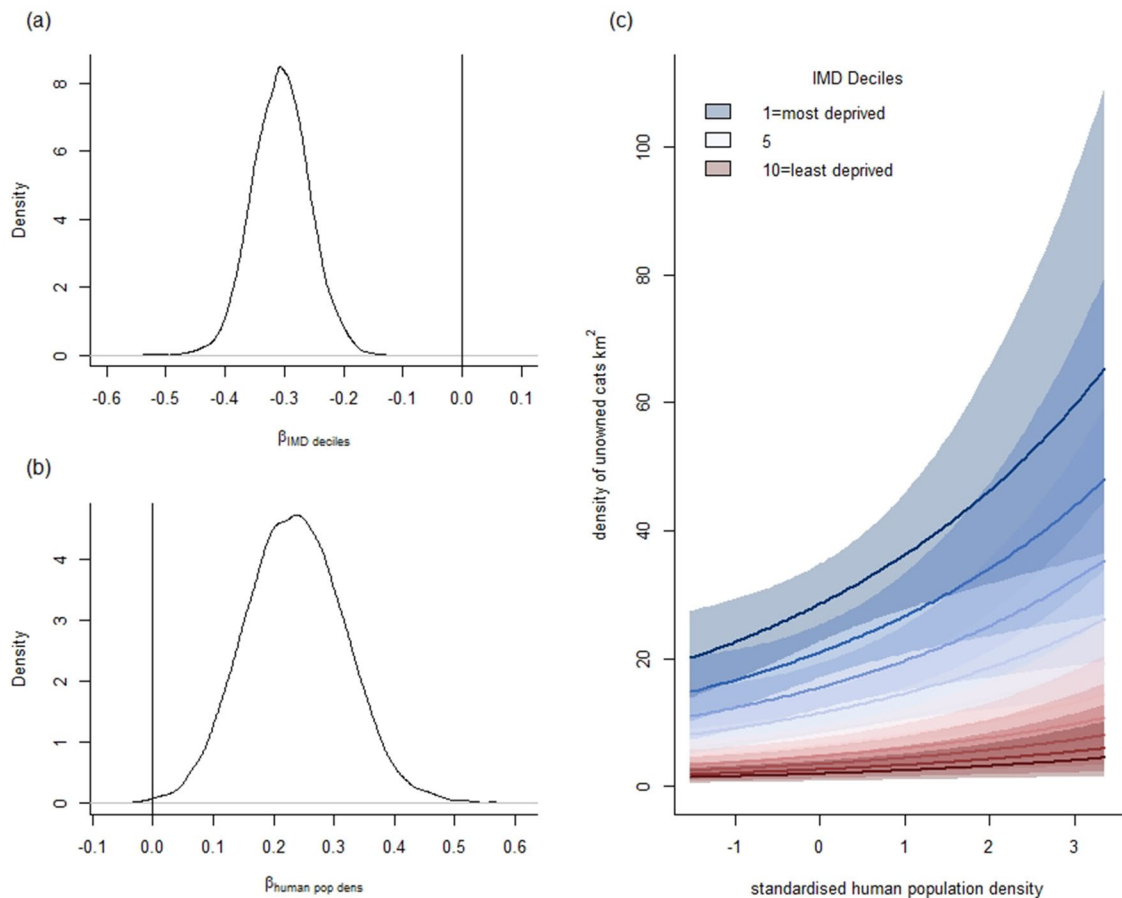 (a)
Density
8
6
4
2
0
-0.6 -0.5 -0.4 -0.3 -0.2 -0.1 0.0 0.1
βIMD deciles
(b)
Density
4
3
2
1
0
-0.1 0.0 0.1 0.2 0.3 0.4 0.5 0.6
βhuman pop dens
(c)
IMD Deciles
1=most deprived
5
10=least deprived
density of unowned cats km²
100
80
60
40
20
0
-1 0 1 2 3
standardised human population density